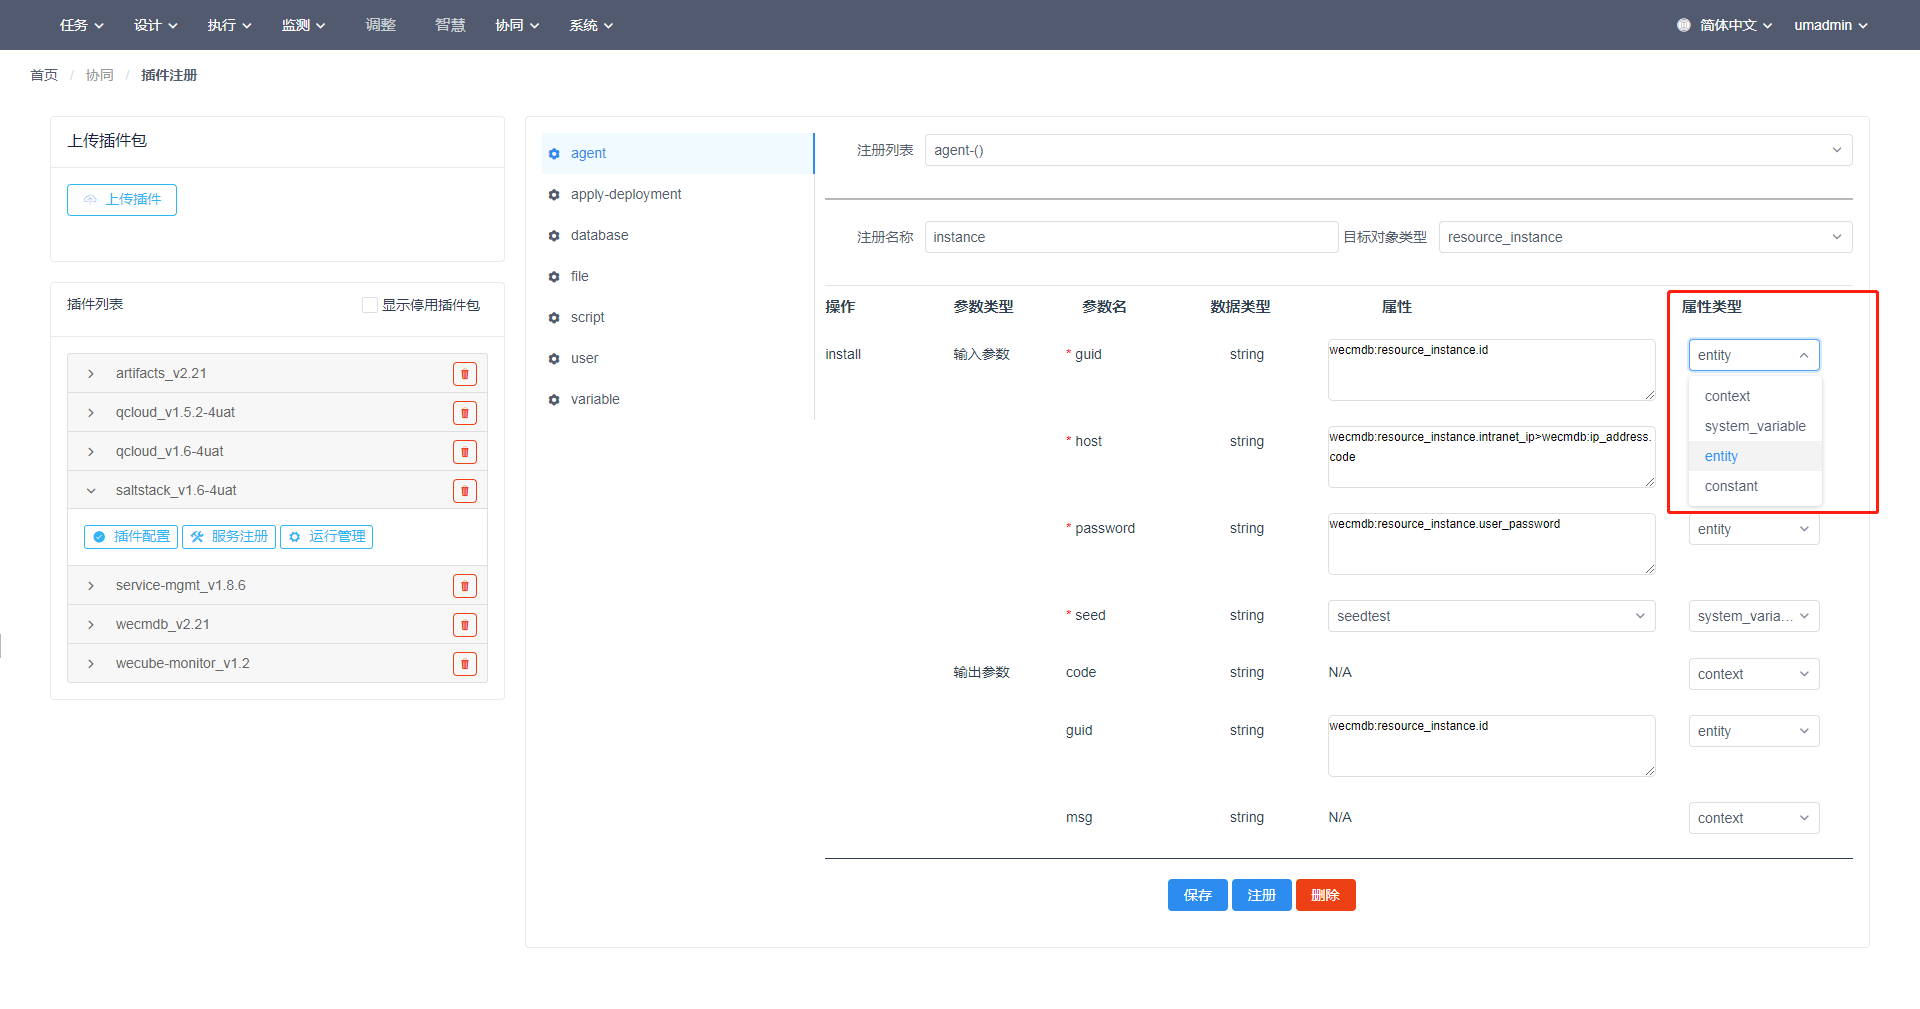 任务 设计 执行 监测 调整 智慧 协同 系统 简体中文 umadmin
首页 / 协同 / 插件注册
上传插件包
上传插件
插件列表 显示停用插件包
artifacts_v2.21
qcloud_v1.5.2-4uat
qcloud_v1.6-4uat
saltstack_v1.6-4uat
插件配置 服务注册 运行管理
service-mgmt_v1.8.6
wecmdb_v2.21
wecube-monitor_v1.2
agent
apply-deployment
database
file
script
user
variable
注册列表 agent-()
注册名称 instance 目标对象类型 resource_instance
操作 参数类型 参数名 数据类型 属性 属性类型
install 输入参数 * guid string wecmdb:resource_instance.id entity
context
system_variable
entity
constant
* host string wecmdb:resource_instance.intranet_ip>wecmdb:ip_address.
code
* password string wecmdb:resource_instance.user_password entity
* seed string seedtest system_varia...
输出参数 code string N/A context
guid string wecmdb:resource_instance.id entity
msg string N/A context
保存 注册 删除